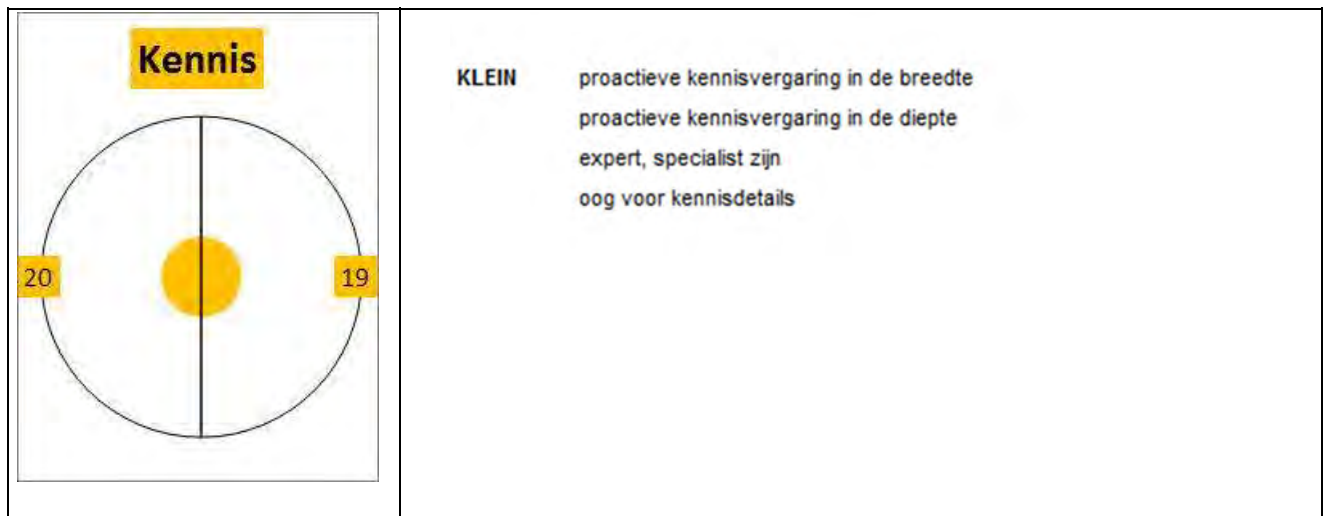 Kennis
20
19
KLEIN proactieve kennisvergaring in de breedte
proactieve kennisvergaring in de diepte
expert, specialist zijn
oog voor kennisdetails